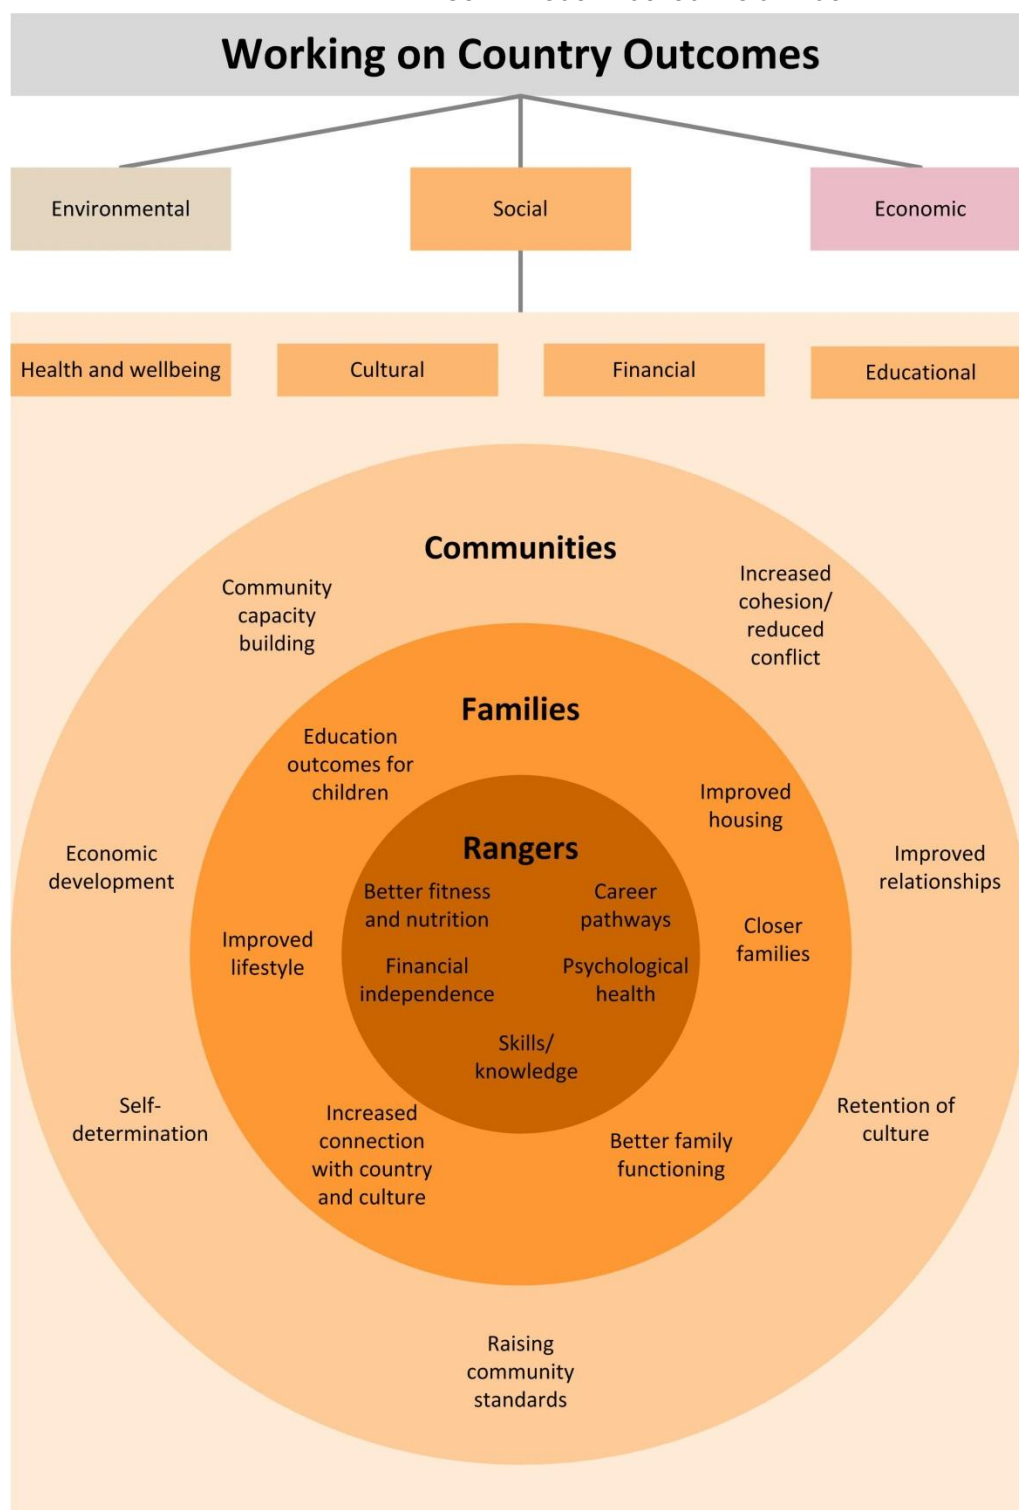 Working on Country Outcomes
Environmental
Social
Economic
Health and wellbeing
Cultural
Financial
Educational
Communities
Community
capacity
building
Increased
cohesion/
reduced
conflict
Families
Education
outcomes for
children
Improved
housing
Rangers
Economic
development
Improved
relationships
Better fitness
and nutrition
Career
pathways
Improved
lifestyle
Closer
families
Financial
independence
Psychological
health
Skills/
knowledge
Self-
determination
Increased
connection
with country
and culture
Better family
functioning
Retention of
culture
Raising
community
standards